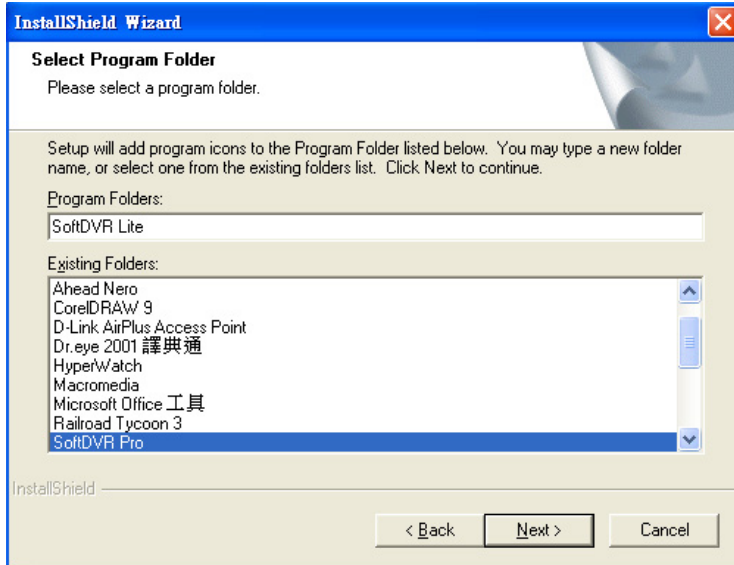 InstallShield Wizard
Select Program Folder
Please select a program folder.
Setup will add program icons to the Program Folder listed below. You may type a new folder
name, or select one from the existing folders list. Click Next to continue.
Program Folders:
SoftDVR Lite
Existing Folders:
Ahead Nero
CorelDRAW 9
D-Link AirPlus Access Point
Dr.eye 2001 譯典通
HyperWatch
Macromedia
Microsoft Office 工具
Railroad Tycoon 3
SoftDVR Pro
InstallShield
< Back
Next >
Cancel